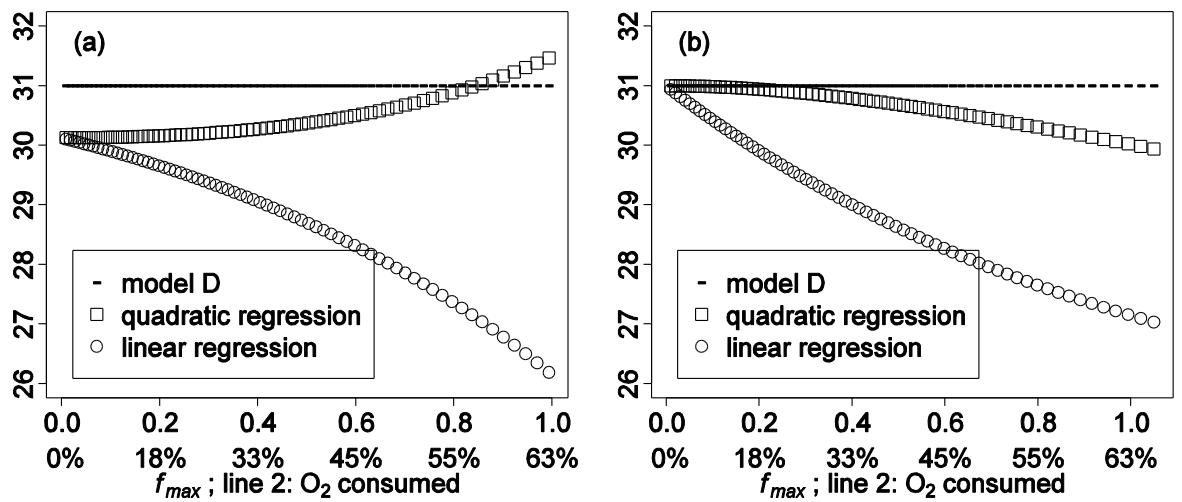 (a)
32
31
30
29
28
27
26
model D
quadratic regression
linear regression
0.0 0.2 0.4 0.6 0.8 1.0
0% 18% 33% 45% 55% 63%
fmax ; line 2: O2 consumed
(b)
32
31
30
29
28
27
26
model D
quadratic regression
linear regression
0.0 0.2 0.4 0.6 0.8 1.0
0% 18% 33% 45% 55% 63%
fmax ; line 2: O2 consumed